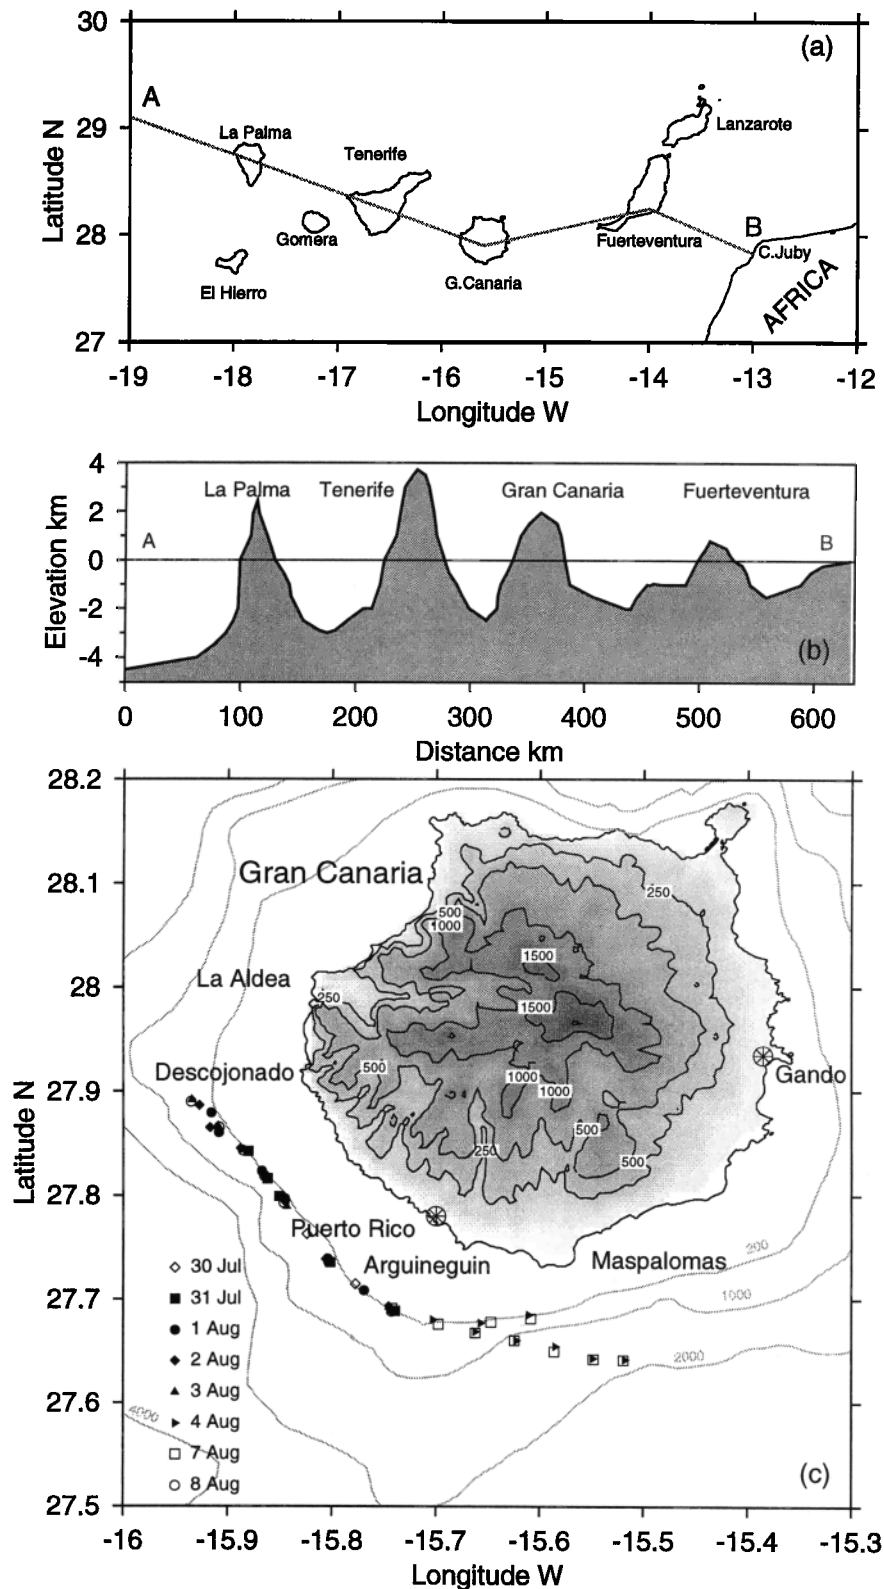 30
(a)
A
29
La Palma
Lanzarote
Tenerife
Latitude N
28
Gomera
Fuerteventura
B
C.Juby
El Hierro
G.Canaria
AFRICA
27
-19 -18 -17 -16 -15 -14 -13 -12
Longitude W
4
La Palma Tenerife Gran Canaria Fuerteventura
2
A
B
0
Elevation km
-2
-4
(b)
0 100 200 300 400 500 600
Distance km
28.2
Gran Canaria
28.1
250
500
1000
1500
La Aldea
28
250
1500
Descojonado
500
1000
1000
Gando
27.9
Latitude N
500
250
500
27.8
Puerto Rico
Arguineguin
Maspalomas
200
30 Jul
31 Jul
27.7
1000
1 Aug
2 Aug
2000
3 Aug
27.6
4000
4 Aug
7 Aug
8 Aug
(c)
27.5
-16 -15.9 -15.8 -15.7 -15.6 -15.5 -15.4 -15.3
Longitude W